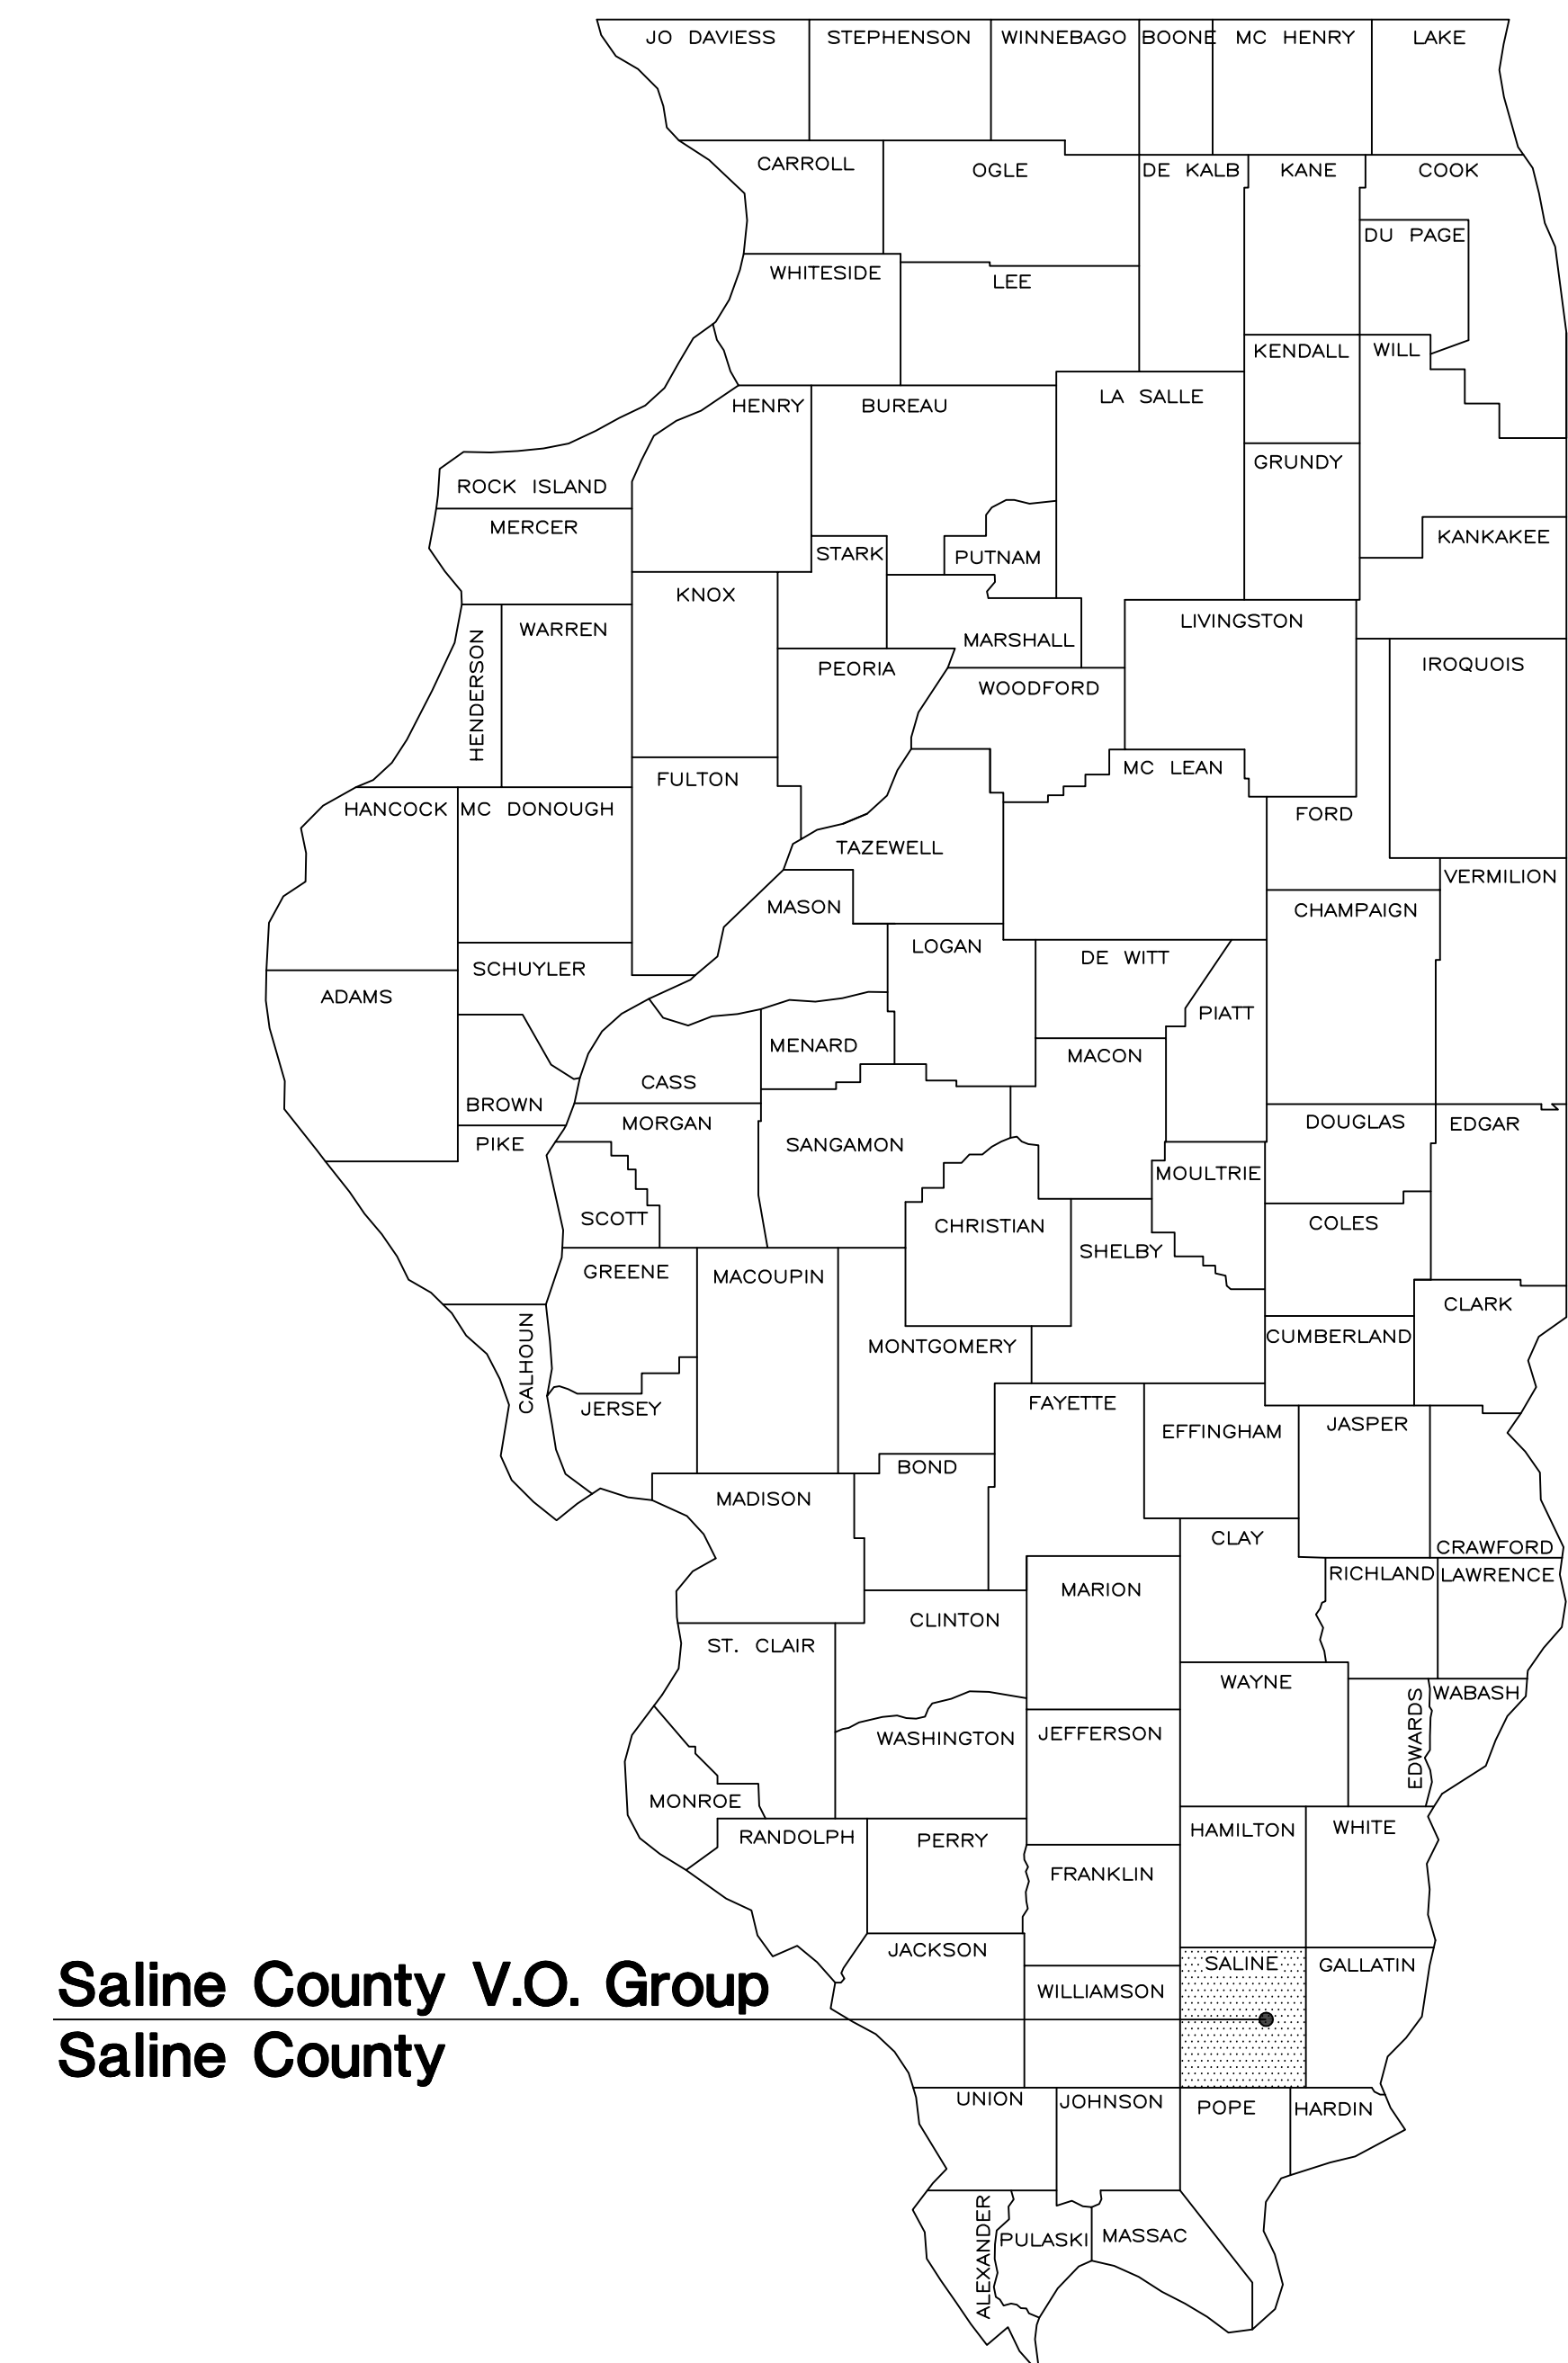 JO DAVIESS STEPHENSON WINNEBAGO BOONE MC HENRY LAKE
CARROLL OGLE DE KALB KANE COOK
DU PAGE
WHITESIDE LEE
KENDALL WILL
HENRY BUREAU LA SALLE
ROCK ISLAND GRUNDY
MERCER STARK PUTNAM KANKAKEE
KNOX
HENDERSON WARREN MARSHALL LIVINGSTON
PEORIA WOODFORD IROQUOIS
FULTON MC LEAN
HANCOCK MC DONOUGH FORD
TAZEWELL
VERMILION
MASON CHAMPAIGN
SCHUYLER LOGAN DE WITT
ADAMS PIATT
MENARD MACON
CASS
BROWN
MORGAN DOUGLAS EDGAR
PIKE SANGAMON
MOULTRIE
SCOTT CHRISTIAN COLES
SHELBY
GREENE MACOUPIN
CLARK
CALHOUN MONTGOMERY CUMBERLAND
JERSEY FAYETTE
EFFINGHAM JASPER
BOND
MADISON
CLAY CRAWFORD
MARION RICHLAND LAWRENCE
CLINTON
ST. CLAIR
WAYNE
EDWARDS WABASH
WASHINGTON JEFFERSON
MONROE
RANDOLPH PERRY HAMILTON WHITE
FRANKLIN
JACKSON SALINE GALLATIN
WILLIAMSON
Saline County V.O. Group
Saline County
UNION JOHNSON POPE HARDIN
ALEXANDER PULASKI MASSAC